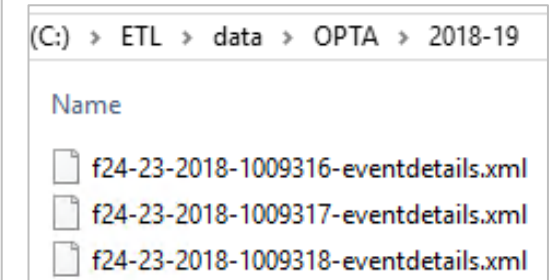 (C:) > ETL > data > OPTA > 2018-19
Name
f24-23-2018-1009316-eventdetails.xml
f24-23-2018-1009317-eventdetails.xml
f24-23-2018-1009318-eventdetails.xml